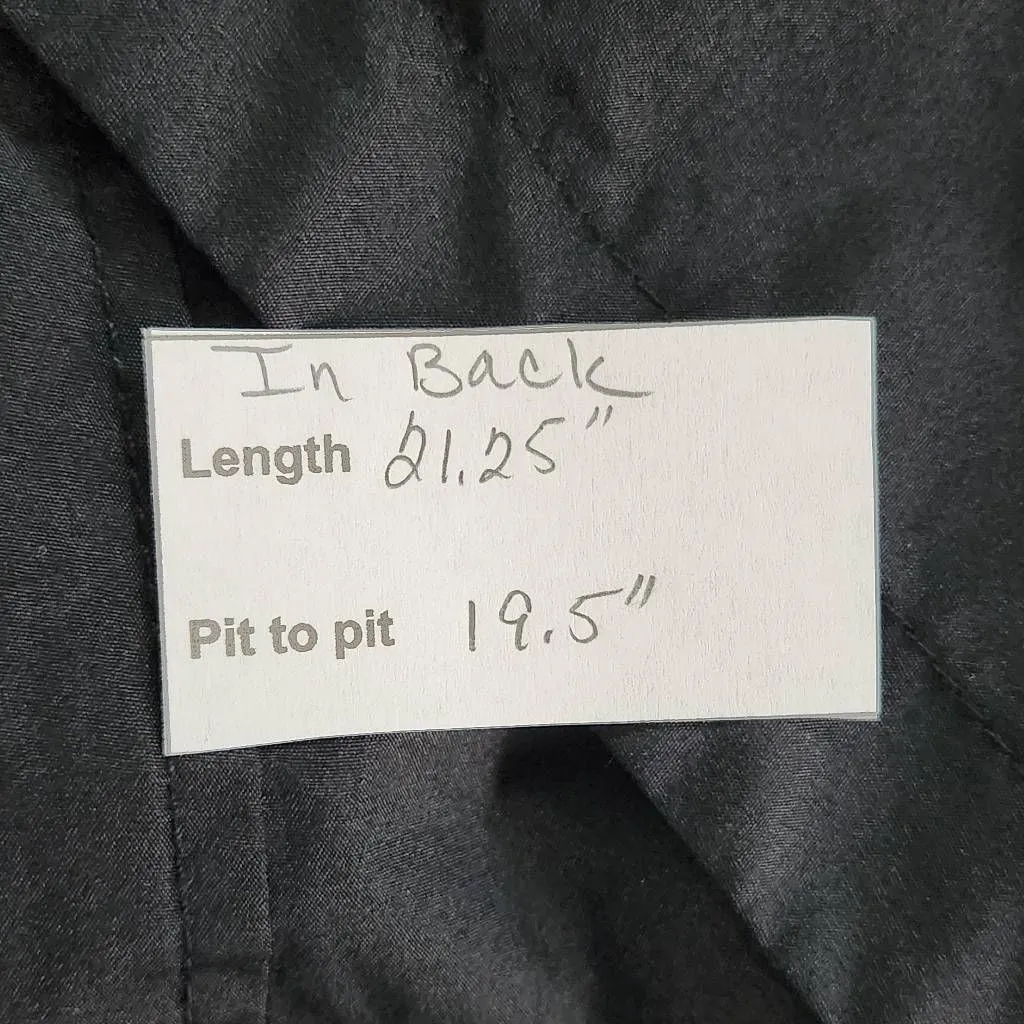 In Back
Length 21.25"
Pit to pit 19.5"